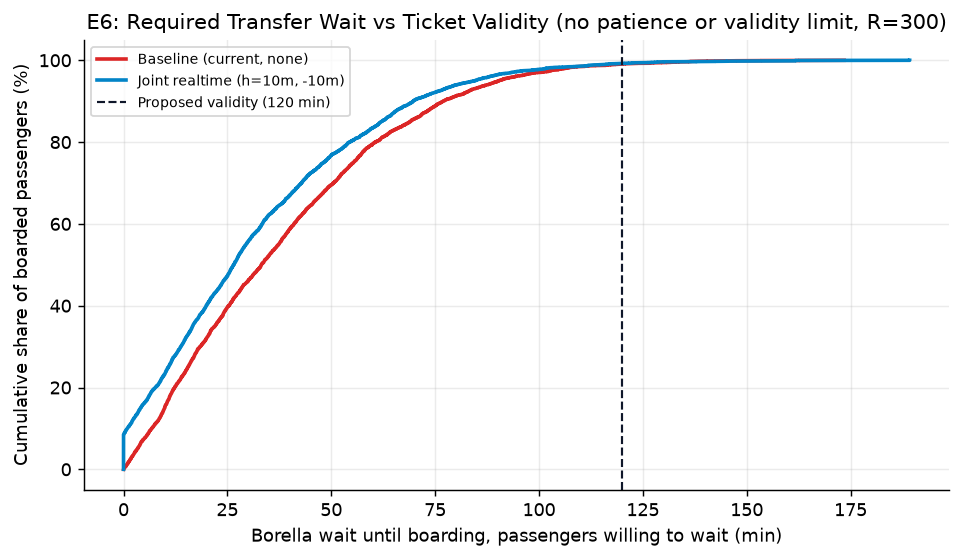 E6: Required Transfer Wait vs Ticket Validity (no patience or validity limit, R=300)
Baseline (current, none)
Joint realtime (h=10m, -10m)
Proposed validity (120 min)
Cumulative share of boarded passengers (%)
100
80
60
40
20
0
0 25 50 75 100 125 150 175
Borella wait until boarding, passengers willing to wait (min)